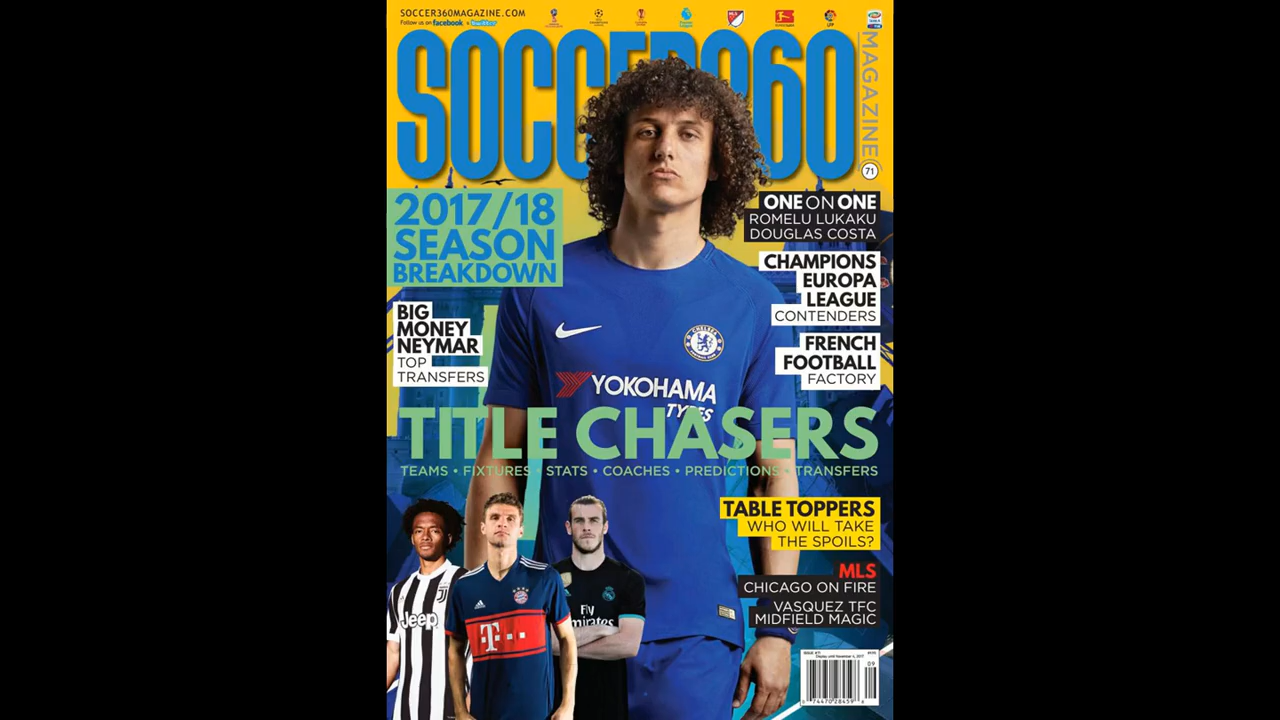 SOCCER360MAGAZINE.COM
Follow us on facebook & twitter
SOCCER360
MAGAZINE
71
2017/18
SEASON
BREAKDOWN
BIG
MONEY
NEYMAR
TOP
TRANSFERS
ONE ON ONE
ROMELU LUKAKU
DOUGLAS COSTA
CHAMPIONS
EUROPA
LEAGUE
CONTENDERS
FRENCH
FOOTBALL
FACTORY
CHELSEA
YOKOHAMA
TYRES
TITLE CHASERS
TEAMS • FIXTURES • STATS • COACHES • PREDICTIONS • TRANSFERS
TABLE TOPPERS
WHO WILL TAKE
THE SPOILS?
MLS
CHICAGO ON FIRE
VASQUEZ TFC
MIDFIELD MAGIC
Jeep
adidas
T
Fly
Emirates
09